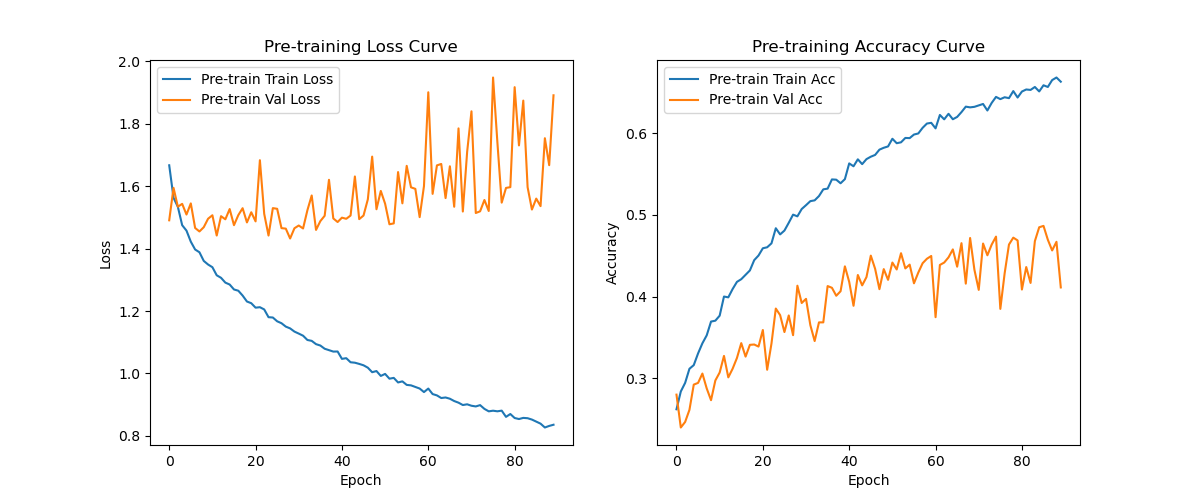 Pre-training Loss Curve
Pre-train Train Loss
Pre-train Val Loss
2.0
1.8
1.6
1.4
1.2
1.0
0.8
Loss
0 20 40 60 80
Epoch
Pre-training Accuracy Curve
Pre-train Train Acc
Pre-train Val Acc
0.6
0.5
0.4
0.3
Accuracy
0 20 40 60 80
Epoch